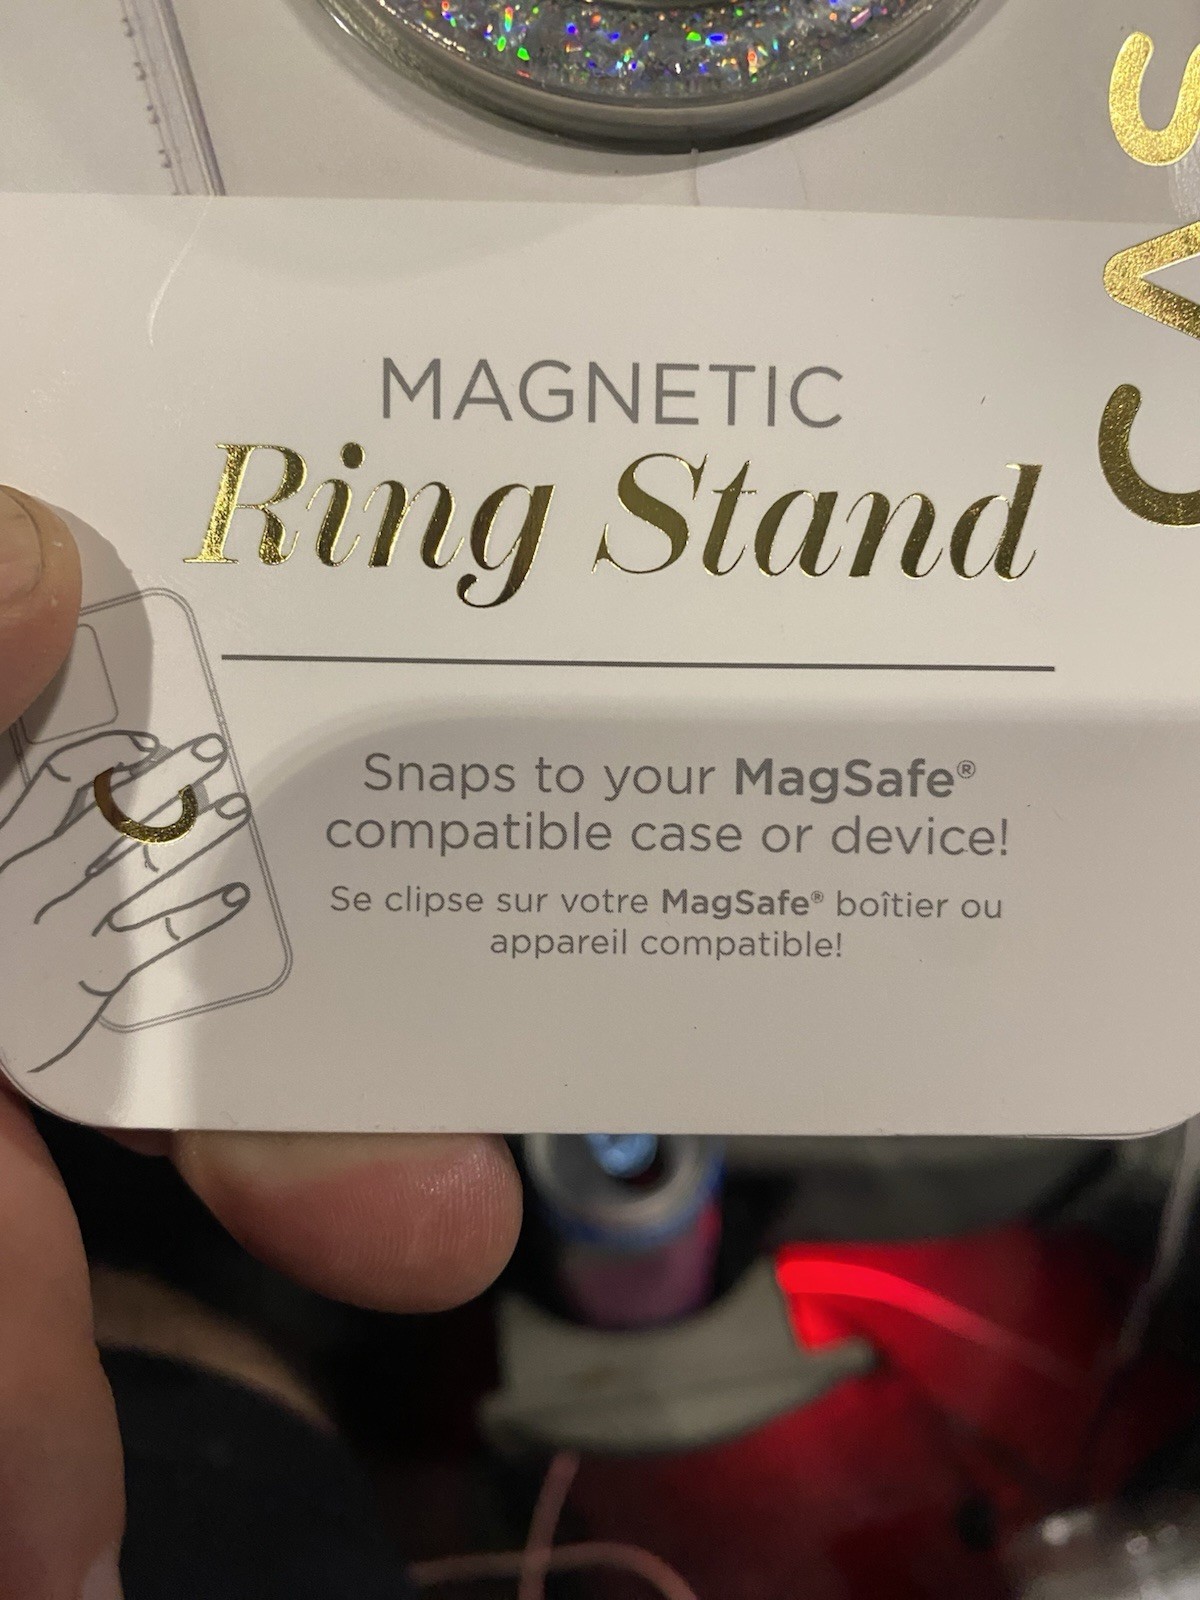 MAGNETIC
Ring Stand
Snaps to your MagSafe®
compatible case or device!
Se clipse sur votre MagSafe® boîtier ou
appareil compatible!
CAS